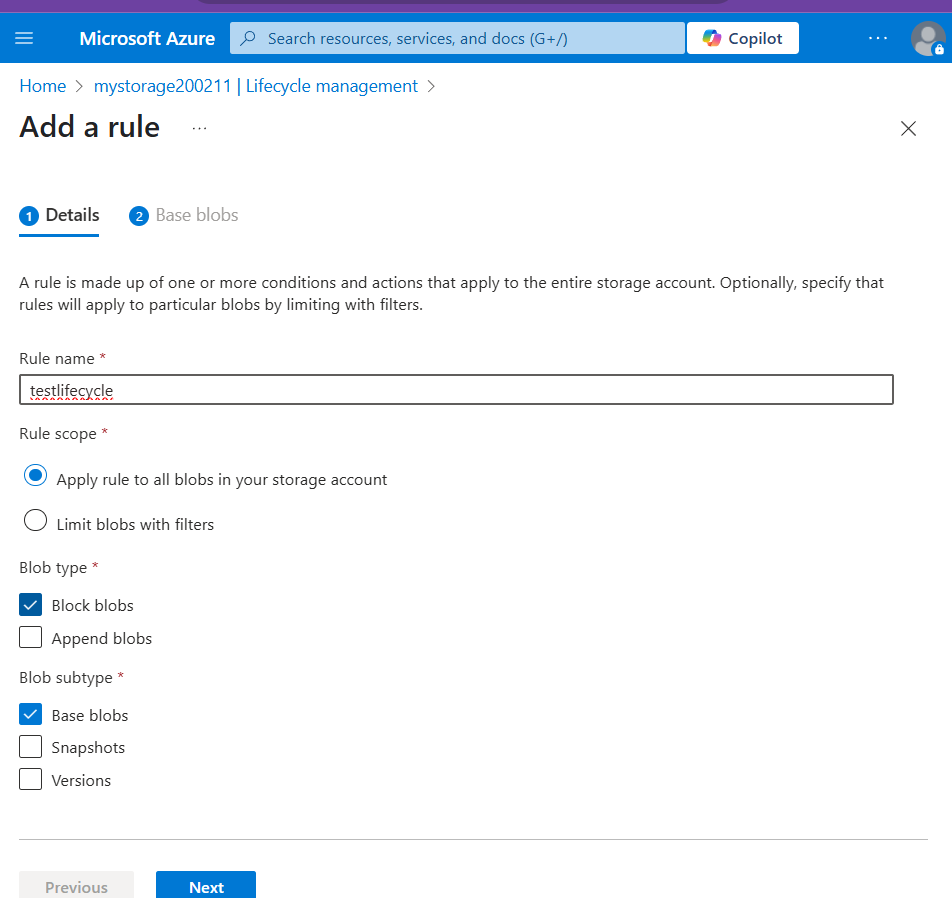 Microsoft Azure
Search resources, services, and docs (G+/)
Copilot
...
Home > mystorage200211 | Lifecycle management >
Add a rule ...
1 Details
2 Base blobs
A rule is made up of one or more conditions and actions that apply to the entire storage account. Optionally, specify that
rules will apply to particular blobs by limiting with filters.
Rule name *
testlifecycle
Rule scope *
Apply rule to all blobs in your storage account
Limit blobs with filters
Blob type *
Block blobs
Append blobs
Blob subtype *
Base blobs
Snapshots
Versions
Previous
Next